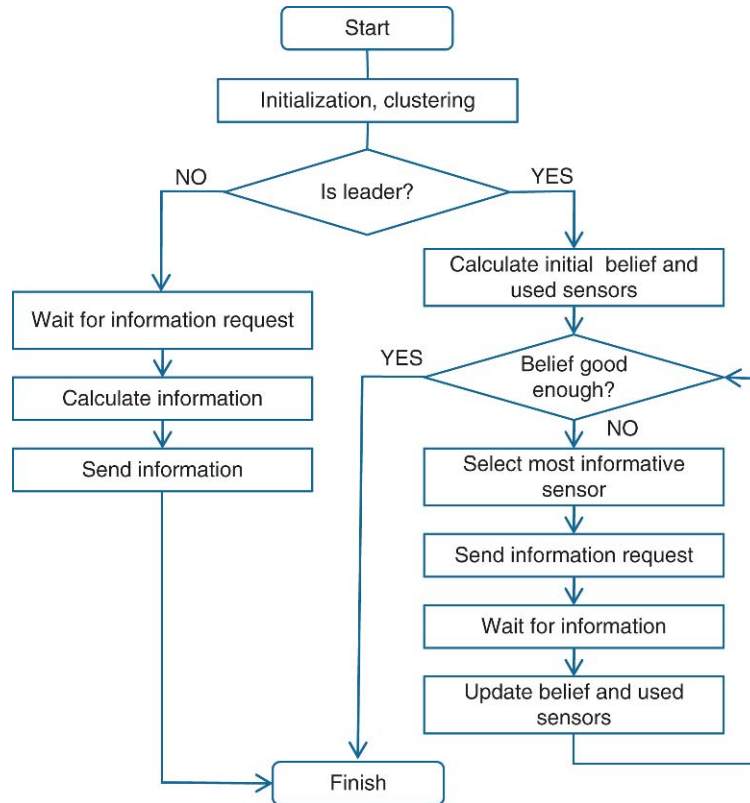 Start
Initialization, clustering
NO
Is leader?
YES
Calculate initial belief and
used sensors
Wait for information request
YES
Belief good
enough?
Calculate information
NO
Send information
Select most informative
sensor
Send information request
Wait for information
Update belief and used
sensors
Finish